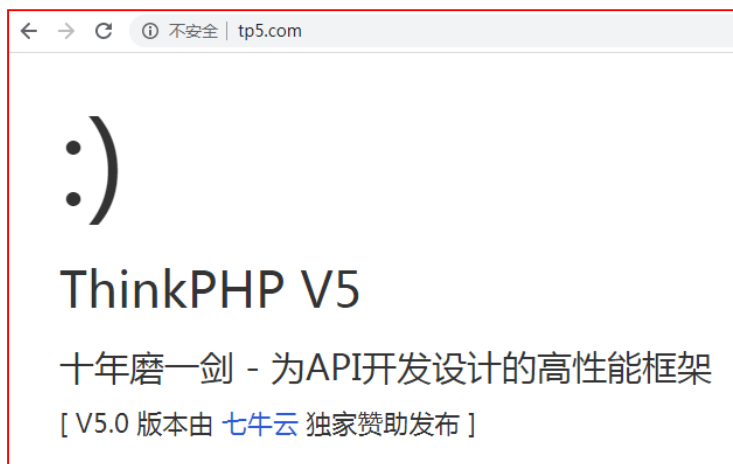 不安全 | tp5.com
:)
ThinkPHP V5
十年磨一剑 - 为API开发设计的高性能框架
[ V5.0 版本由 七牛云 独家赞助发布 ]